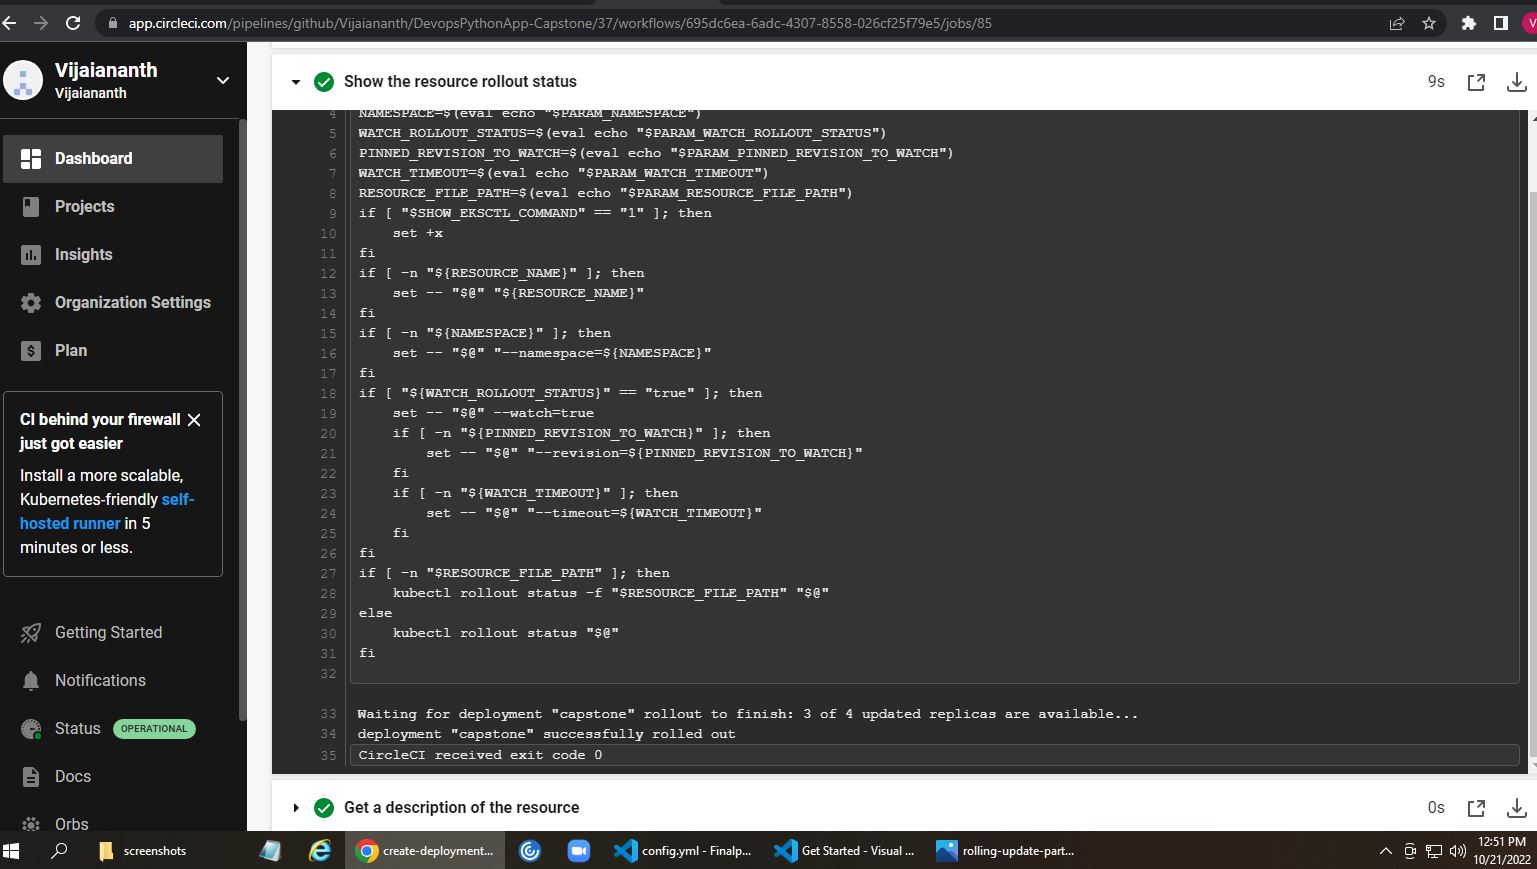 app.circleci.com/pipelines/github/Vijaiananth/DevopsPythonApp-Capstone/37/workflows/695dc6ea-6adc-4307-8558-026cf25f79e5/jobs/85
V
Vijaiananth
Vijaiananth
Dashboard
Projects
Insights
Organization Settings
Plan
CI behind your firewall
just got easier
Install a more scalable,
Kubernetes-friendly self-
hosted runner in 5
minutes or less.
Getting Started
Notifications
Status OPERATIONAL
Docs
Orbs
Show the resource rollout status 9s
4 NAMESPACE=$(eval echo "$PARAM_NAMESPACE")
5 WATCH_ROLLOUT_STATUS=$(eval echo "$PARAM_WATCH_ROLLOUT_STATUS")
6 PINNED_REVISION_TO_WATCH=$(eval echo "$PARAM_PINNED_REVISION_TO_WATCH")
7 WATCH_TIMEOUT=$(eval echo "$PARAM_WATCH_TIMEOUT")
8 RESOURCE_FILE_PATH=$(eval echo "$PARAM_RESOURCE_FILE_PATH")
9 if [ "$SHOW_EKSCTL_COMMAND" == "1" ]; then
10     set +x
11 fi
12 if [ -n "${RESOURCE_NAME}" ]; then
13     set -- "$@" "${RESOURCE_NAME}"
14 fi
15 if [ -n "${NAMESPACE}" ]; then
16     set -- "$@" "--namespace=${NAMESPACE}"
17 fi
18 if [ "${WATCH_ROLLOUT_STATUS}" == "true" ]; then
19     set -- "$@" --watch=true
20     if [ -n "${PINNED_REVISION_TO_WATCH}" ]; then
21         set -- "$@" "--revision=${PINNED_REVISION_TO_WATCH}"
22     fi
23     if [ -n "${WATCH_TIMEOUT}" ]; then
24         set -- "$@" "--timeout=${WATCH_TIMEOUT}"
25     fi
26 fi
27 if [ -n "$RESOURCE_FILE_PATH" ]; then
28     kubectl rollout status -f "$RESOURCE_FILE_PATH" "$@"
29 else
30     kubectl rollout status "$@"
31 fi
32
33 Waiting for deployment "capstone" rollout to finish: 3 of 4 updated replicas are available...
34 deployment "capstone" successfully rolled out
35 CircleCI received exit code 0
Get a description of the resource 0s
screenshots
create-deployment...
config.yml - Finalp...
Get Started - Visual ...
rolling-update-part...
12:51 PM
10/21/2022